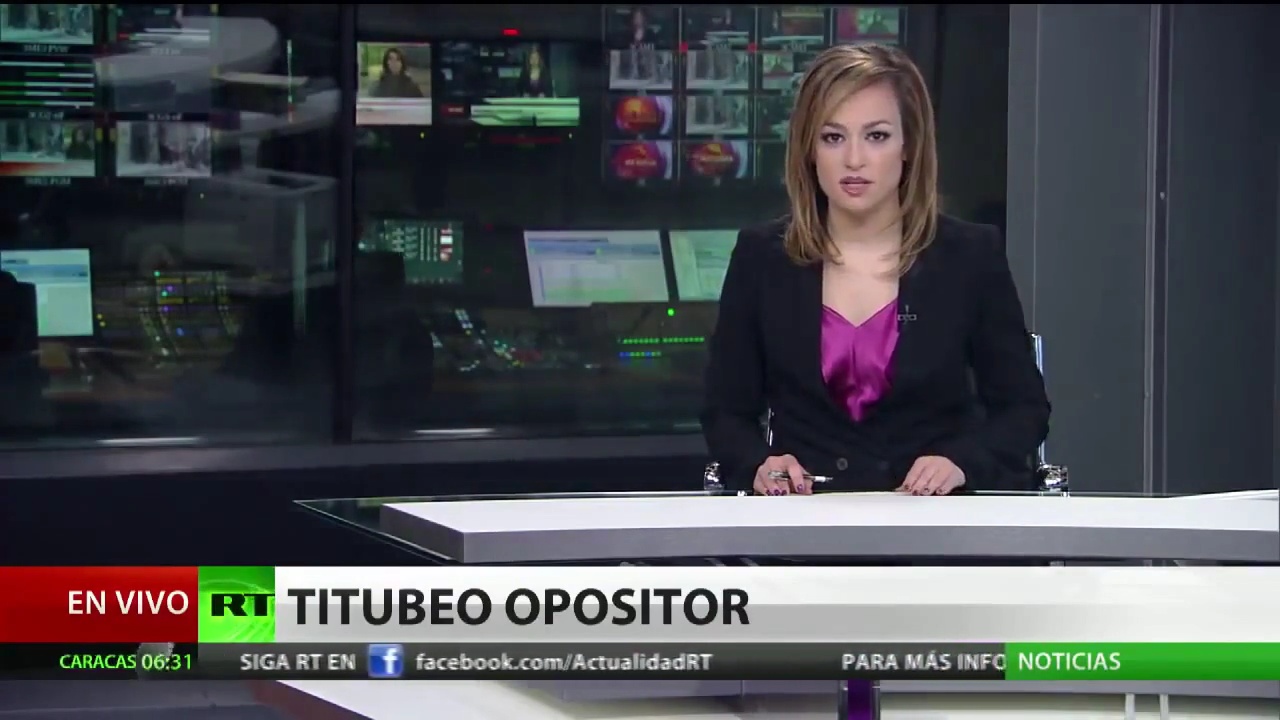 EN VIVO
RT
TITUBEO OPOSITOR
CARACAS 06:31
SIGA RT EN
facebook.com/ActualidadRT
PARA MÁS INFO
NOTICIAS